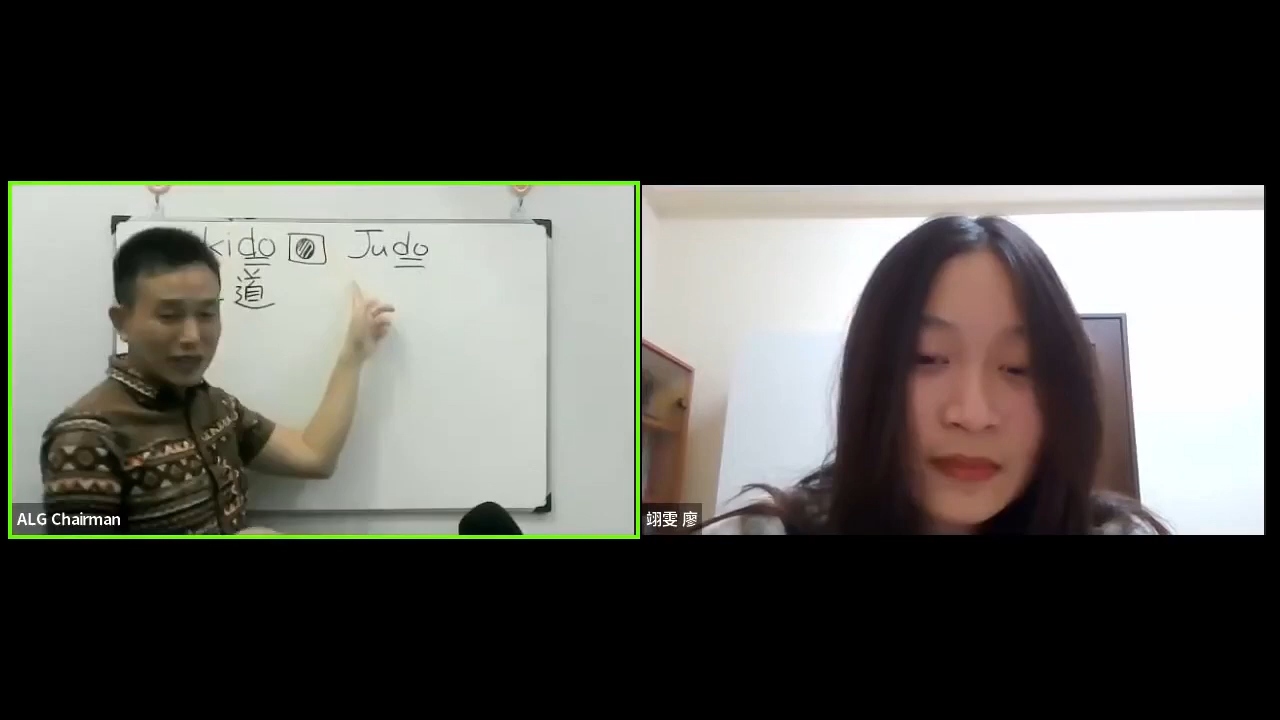 kido Judo
道
ALG Chairman
翊雯 廖